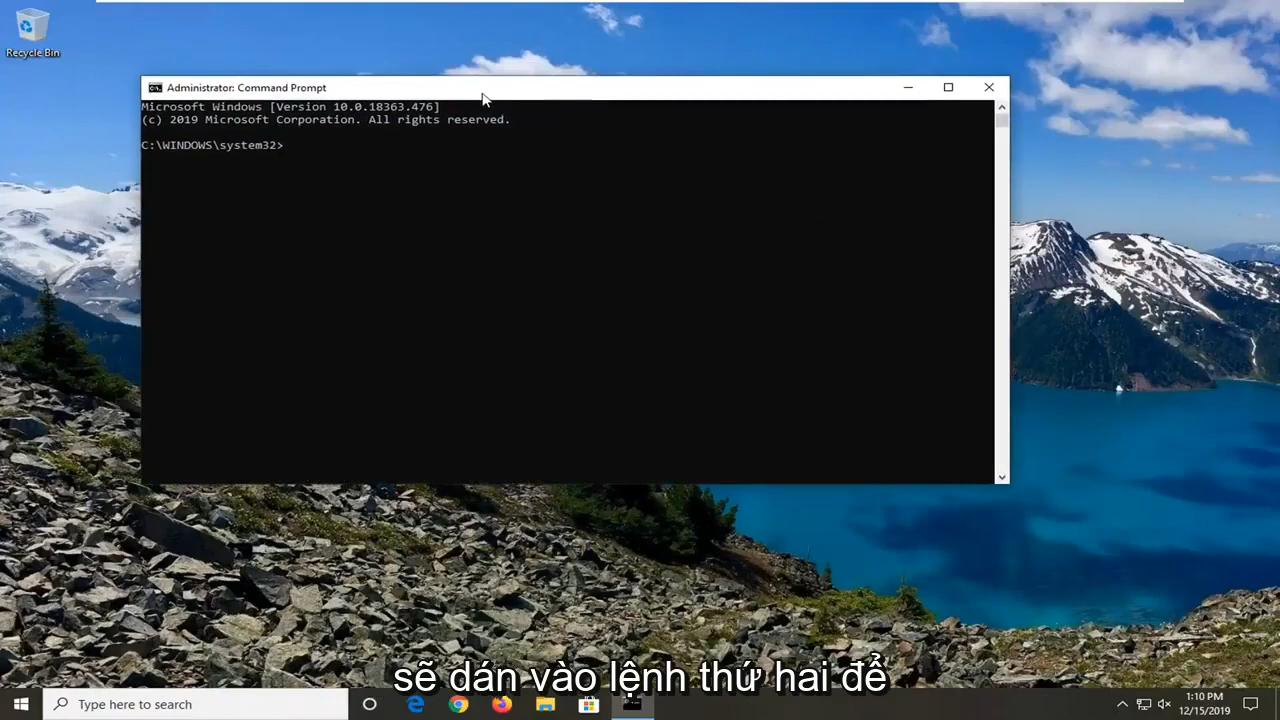 Recycle Bin
Administrator: Command Prompt
Microsoft Windows [Version 10.0.18363.476]
(c) 2019 Microsoft Corporation. All rights reserved.
C:\WINDOWS\system32>
sẽ dán vào lệnh thứ hai để
Type here to search
1:10 PM
12/15/2019